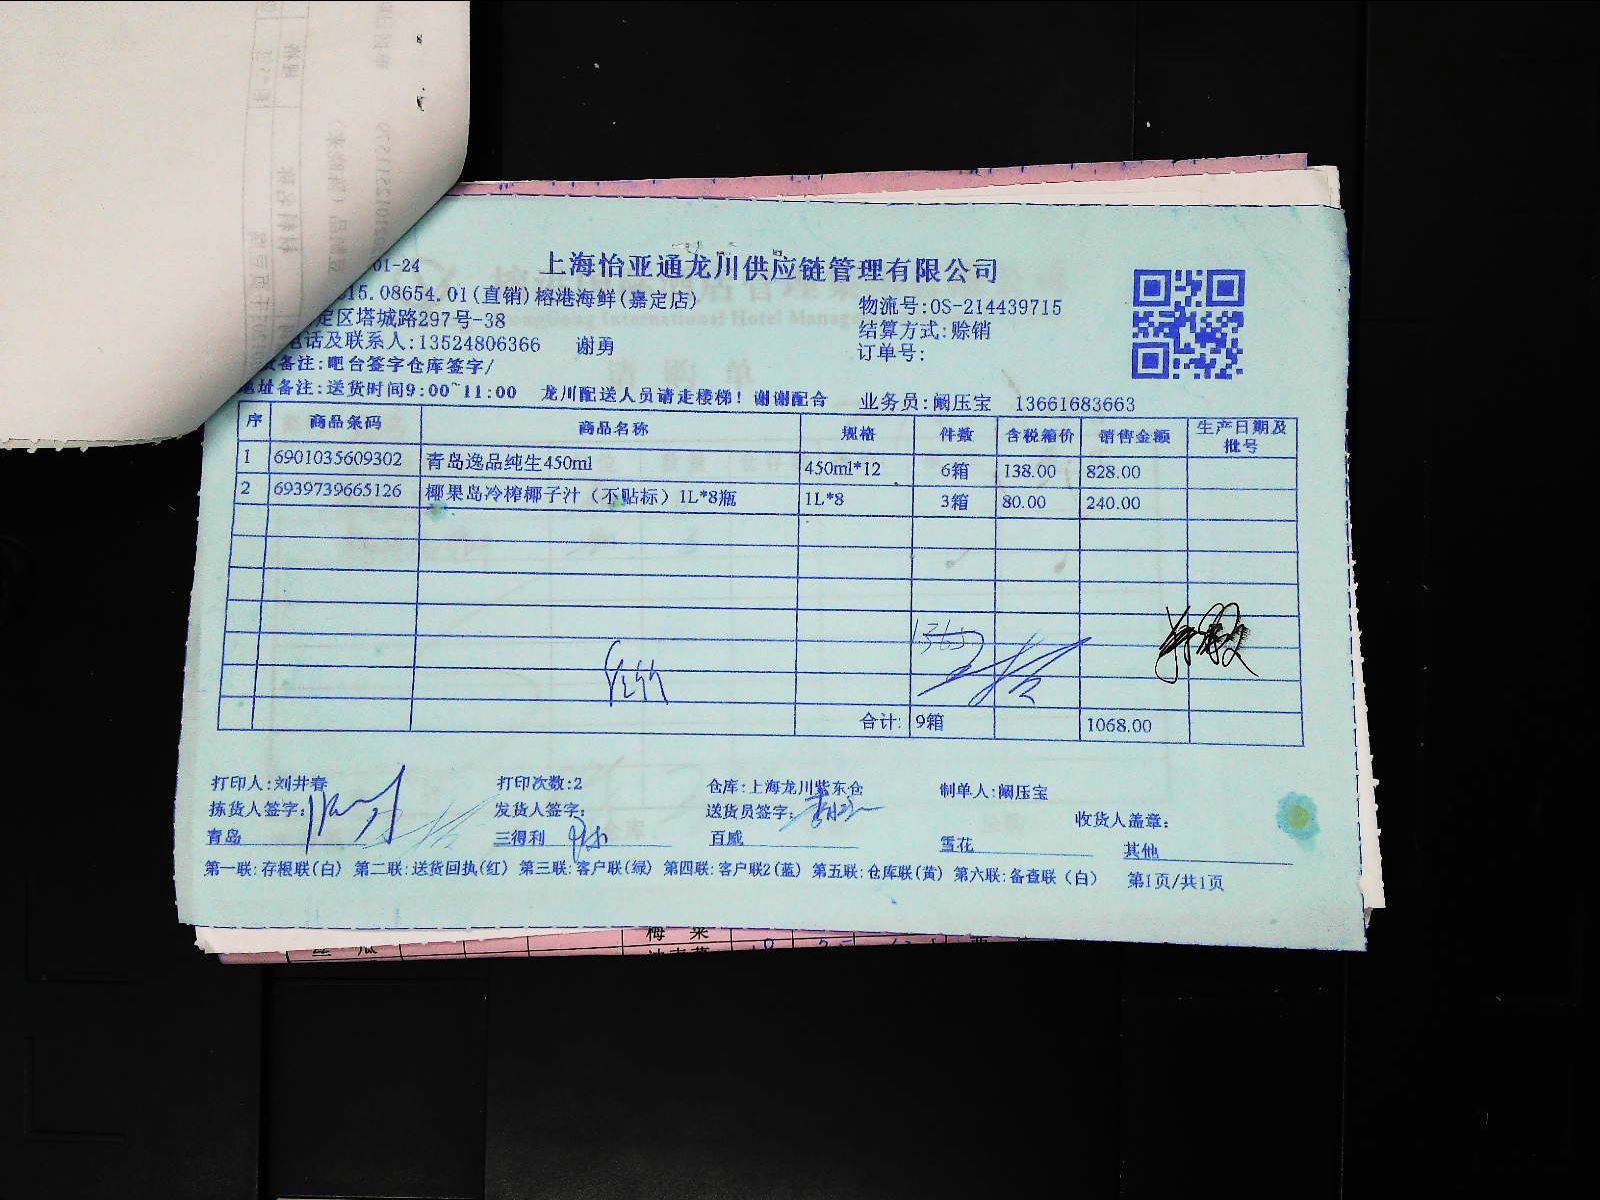 01-24
上海怡亚通龙川供应链管理有限公司
315.08654.01(直销)榕港海鲜(嘉定店)
物流号:OS-214439715
定区塔城路297号-38
结算方式:赊销
电话及联系人:13524806366 谢勇
订单号:
备注:吧台签字仓库签字/
地址备注:送货时间9:00~11:00 龙川配送人员请走楼梯！谢谢配合
业务员:阚压宝 13661683663
序 商品条码 商品名称 规格 件数 含税箱价 销售金额 生产日期及批号
1 6901035609302 青岛逸品纯生450ml 450ml*12 6箱 138.00 828.00
2 6939739665126 椰果岛冷榨椰子汁（不贴标）1L*8瓶 1L*8 3箱 80.00 240.00
合计: 9箱 1068.00
打印人:刘井春 打印次数:2 仓库:上海龙川紫东仓 制单人:阚压宝
拣货人签字: 发货人签字: 送货员签字: 收货人盖章:
青岛 三得利 百威 雪花 其他
第一联:存根联(白) 第二联:送货回执(红) 第三联:客户联(绿) 第四联:客户联2(蓝) 第五联:仓库联(黄) 第六联:备查联（白） 第1页/共1页
梅 菜